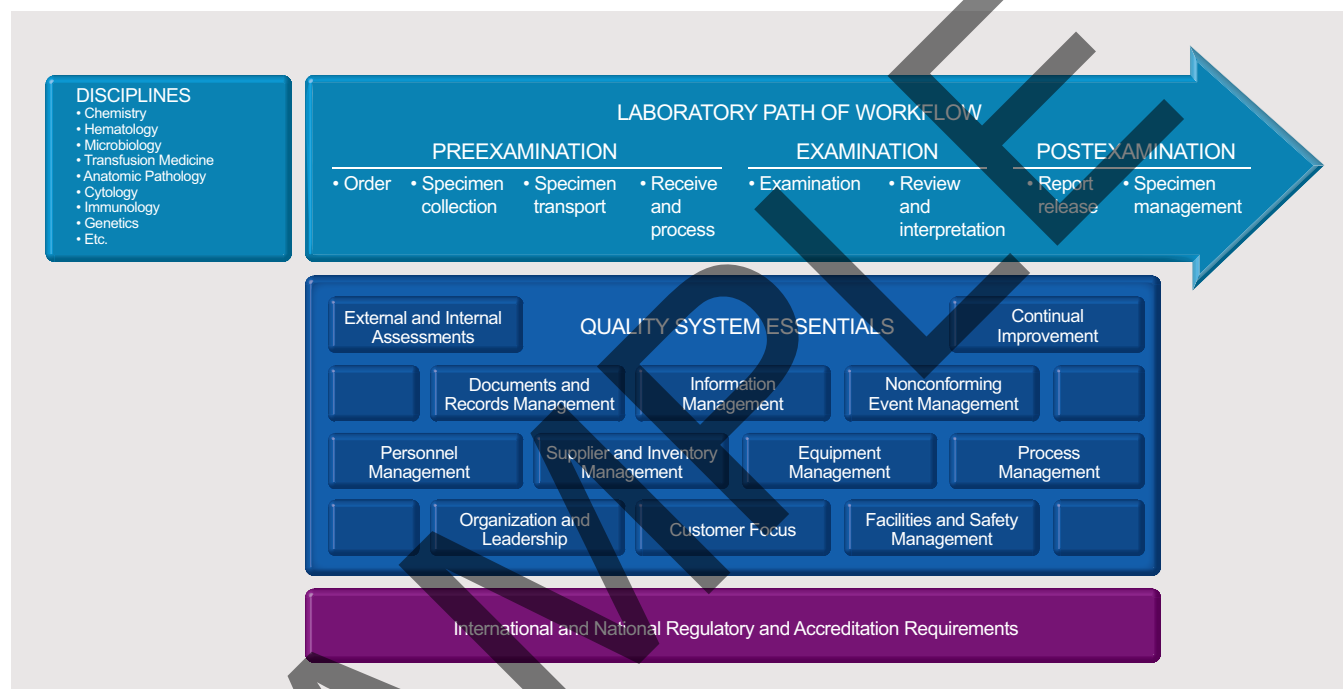 DISCIPLINES
• Chemistry
• Hematology
• Microbiology
• Transfusion Medicine
• Anatomic Pathology
• Cytology
• Immunology
• Genetics
• Etc.
LABORATORY PATH OF WORKFLOW
PREEXAMINATION
• Order
• Specimen
collection
• Specimen
transport
• Receive
and
process
EXAMINATION
• Examination
• Review
and
interpretation
POSTEXAMINATION
• Report
release
• Specimen
management
QUALITY SYSTEM ESSENTIALS
External and Internal
Assessments
Continual
Improvement
Documents and
Records Management
Information
Management
Nonconforming
Event Management
Personnel
Management
Supplier and Inventory
Management
Equipment
Management
Process
Management
Organization and
Leadership
Customer Focus
Facilities and Safety
Management
International and National Regulatory and Accreditation Requirements
MPLE